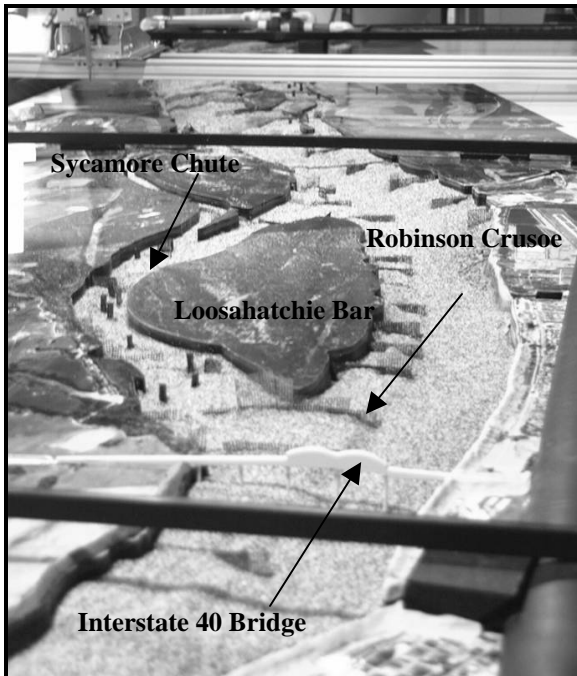 Sycamore Chute
Robinson Crusoe
Loosahatchie Bar
Interstate 40 Bridge